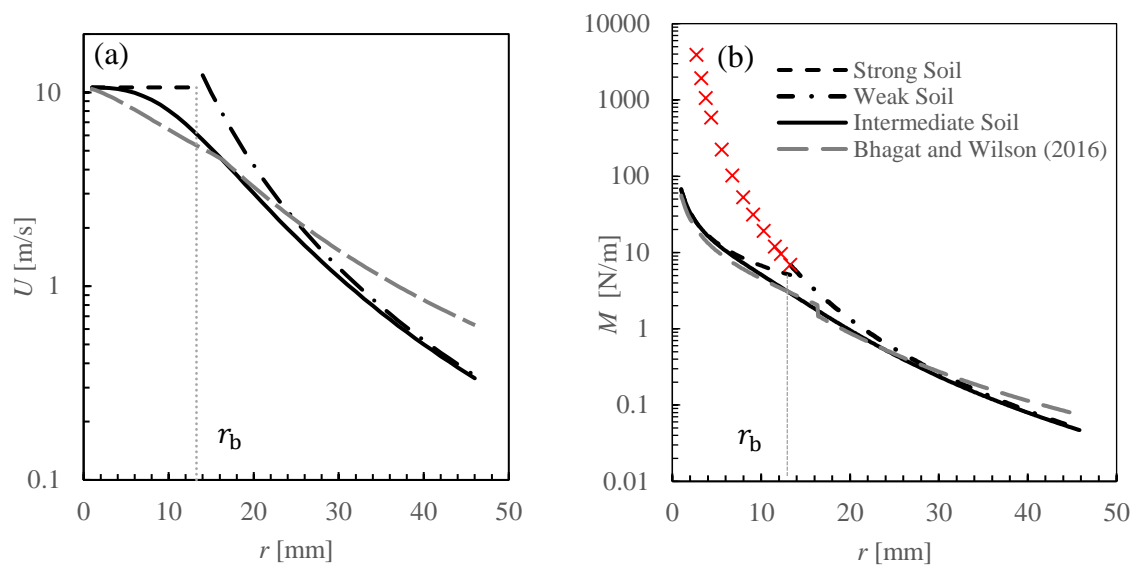 (a)
10
1
0.1
U [m/s]
r_b
0 10 20 30 40 50
r [mm]
(b)
10000
1000
100
10
1
0.1
0.01
M [N/m]
Strong Soil
Weak Soil
Intermediate Soil
Bhagat and Wilson (2016)
r_b
0 10 20 30 40 50
r [mm]